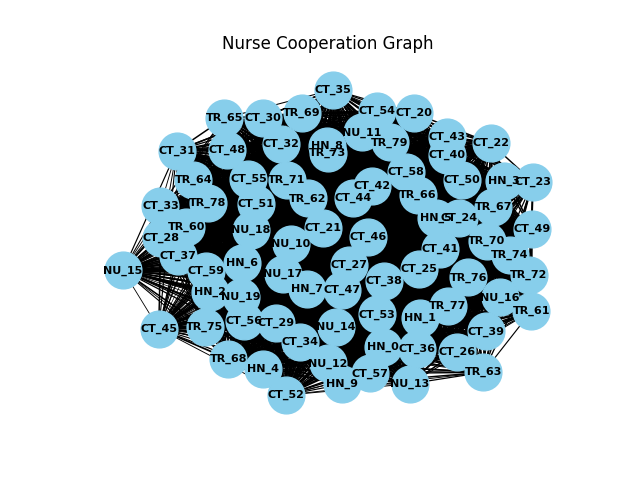 Nurse Cooperation Graph
CT_35
TR_65
CT_30
TR_69
CT_54
CT_20
NU_11
CT_43
CT_31
CT_48
CT_32
HN_8
TR_73
TR_79
CT_40
CT_22
TR_64
CT_55
TR_71
CT_42
CT_58
CT_50
HN_3
CT_23
CT_33
TR_78
CT_51
TR_62
CT_44
TR_66
TR_67
TR_60
NU_18
CT_21
CT_24
CT_49
CT_28
NU_10
CT_46
CT_41
TR_70
CT_37
HN_6
CT_27
TR_74
NU_15
CT_59
NU_17
CT_25
TR_76
TR_72
HN_2
NU_19
HN_7
CT_47
CT_38
TR_77
NU_16
TR_61
CT_45
TR_75
CT_56
CT_29
NU_14
CT_53
HN_1
CT_39
TR_68
CT_34
HN_0
CT_36
CT_26
HN_4
NU_12
CT_57
TR_63
CT_52
HN_9
NU_13